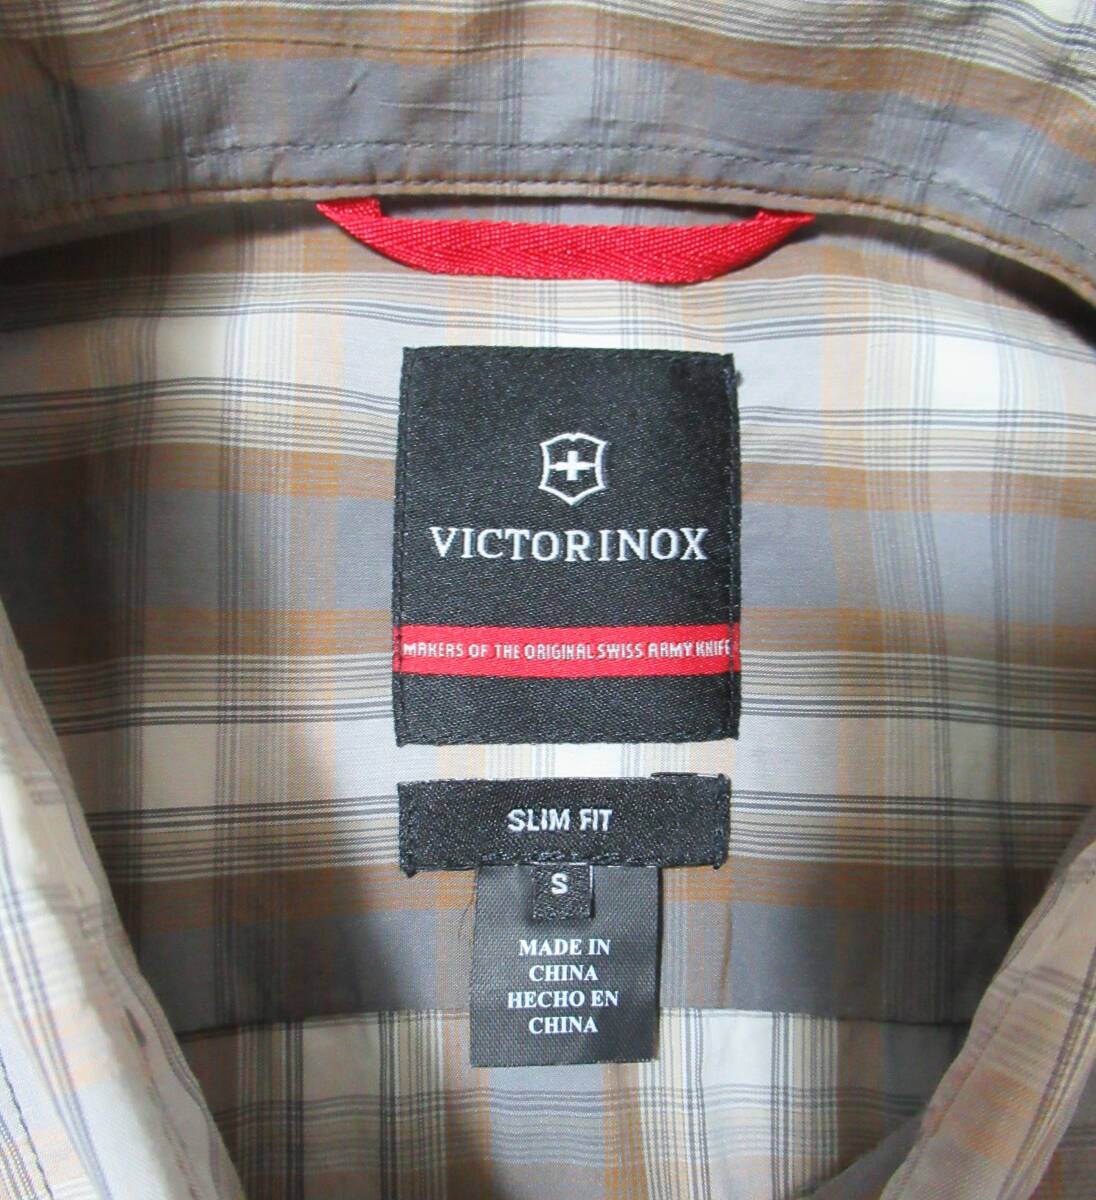 VICTORINOX
MAKERS OF THE ORIGINAL SWISS ARMY KNIFE
SLIM FIT
S
MADE IN
CHINA
HECHO EN
CHINA